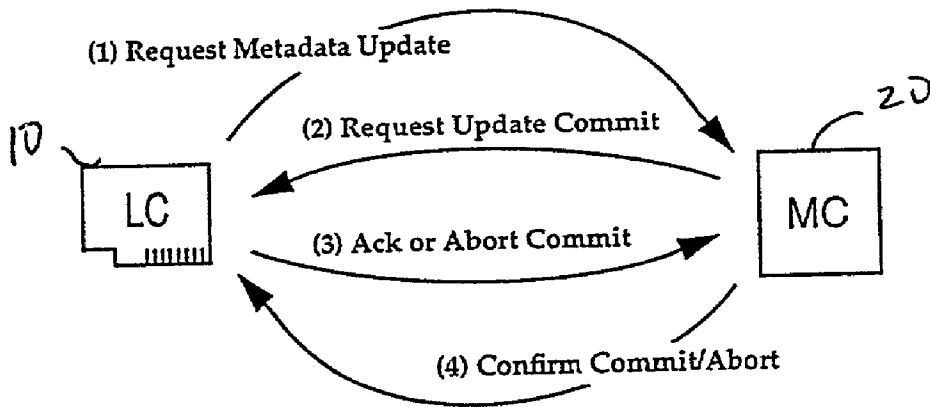 (1) Request Metadata Update
20
(2) Request Update Commit
10
LC
MC
(3) Ack or Abort Commit
(4) Confirm Commit/Abort